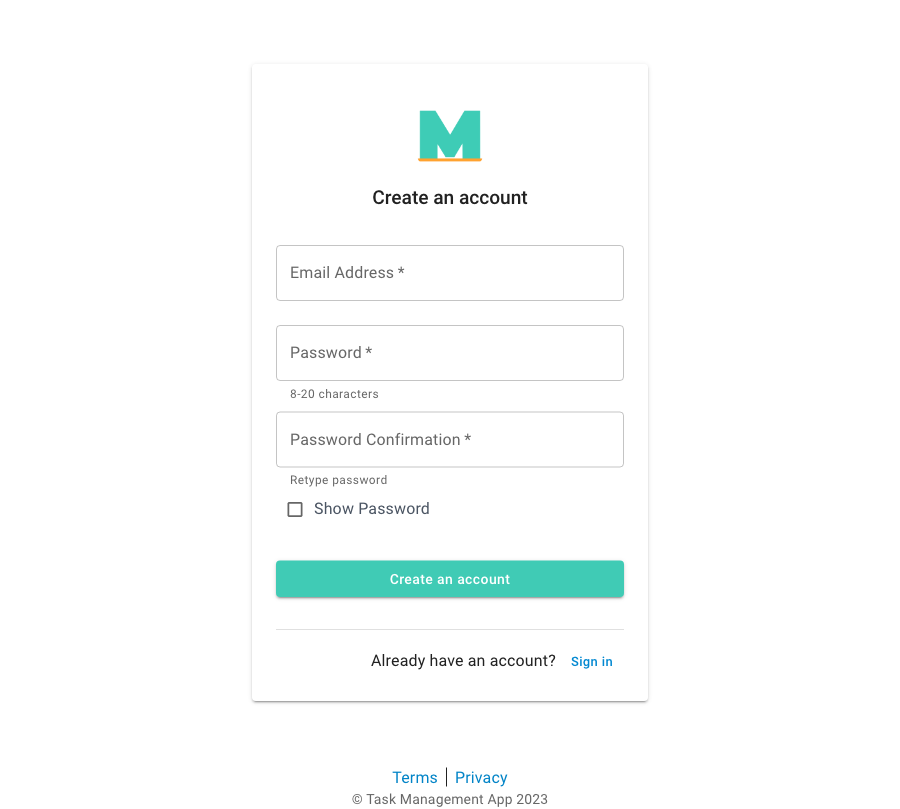 M
Create an account
Email Address *
Password *
8-20 characters
Password Confirmation *
Retype password
Show Password
Create an account
Already have an account? Sign in
Terms | Privacy
© Task Management App 2023